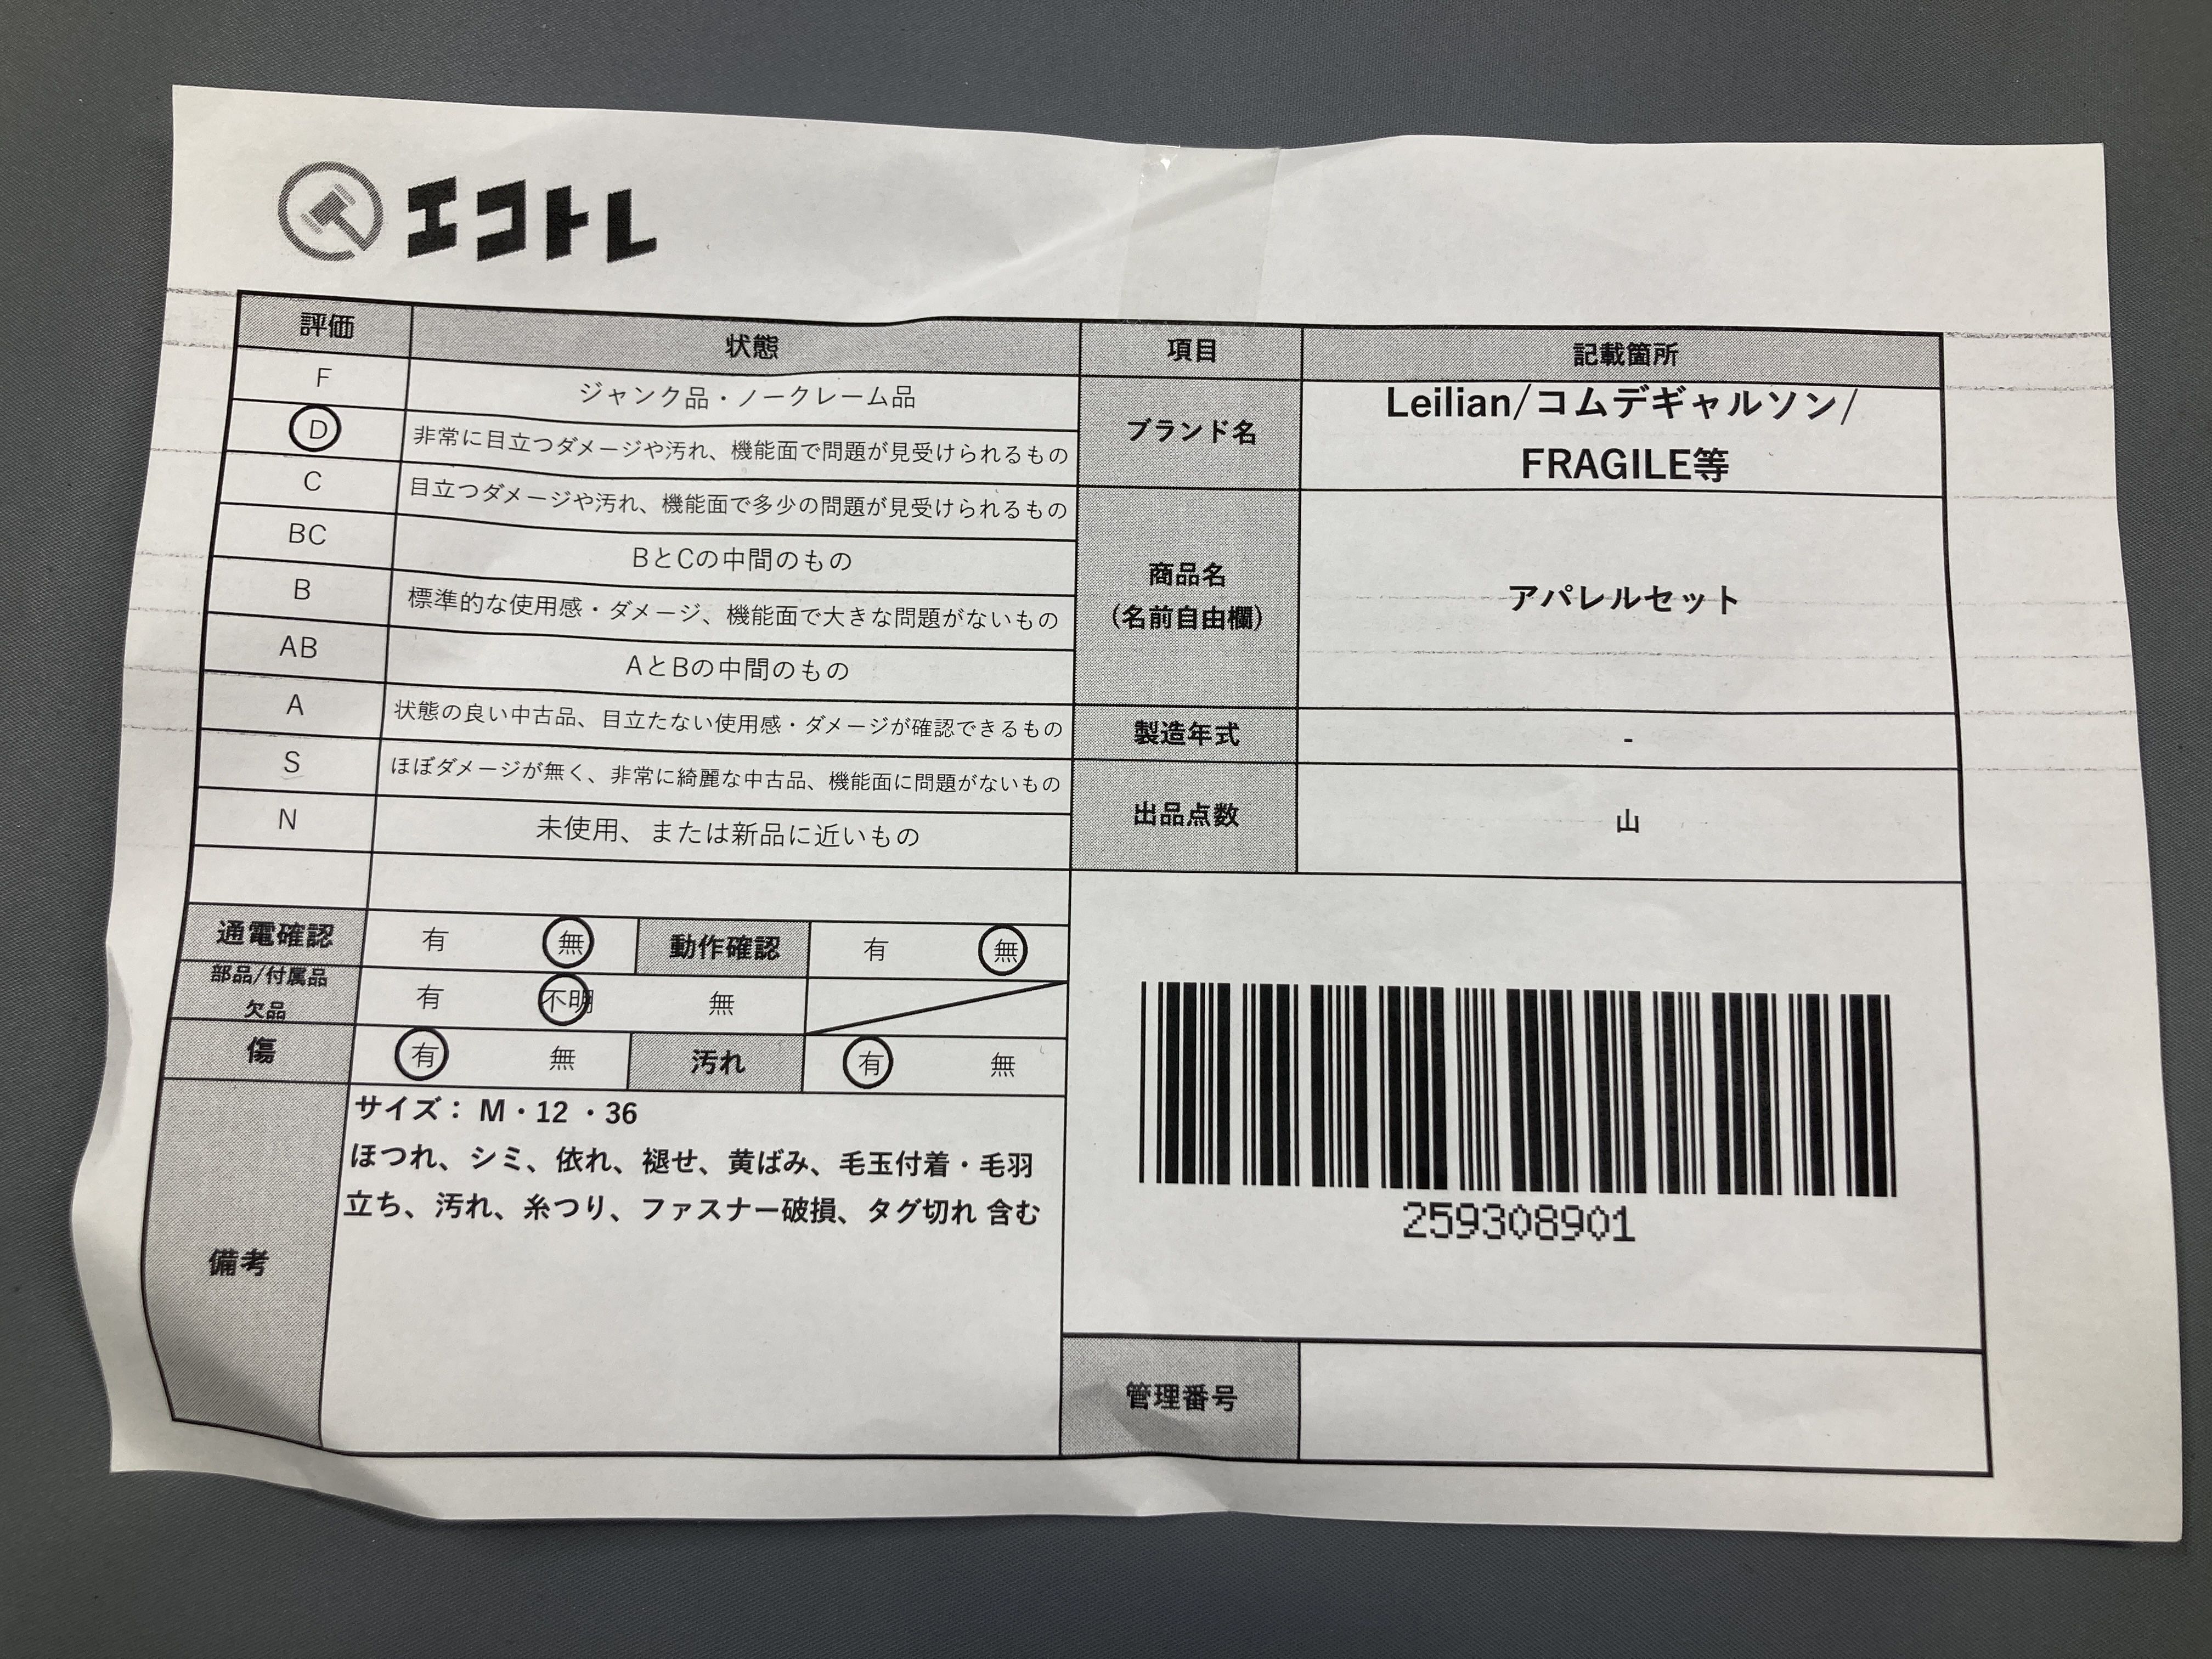 エコトレ
評価 状態
F ジャンク品・ノークレーム品
D 非常に目立つダメージや汚れ、機能面で問題が見受けられるもの
C 目立つダメージや汚れ、機能面で多少の問題が見受けられるもの
BC BとCの中間のもの
B 標準的な使用感・ダメージ、機能面で大きな問題がないもの
AB AとBの中間のもの
A 状態の良い中古品、目立たない使用感・ダメージが確認できるもの
S ほぼダメージが無く、非常に綺麗な中古品、機能面に問題がないもの
N 未使用、または新品に近いもの
通電確認 有 無 動作確認 有 無
部品/付属品
欠品 有 不明 無
傷 有 無 汚れ 有 無
備考
サイズ： M・12 ・36
ほつれ、シミ、依れ、褪せ、黄ばみ、毛玉付着・毛羽
立ち、汚れ、糸つり、ファスナー破損、タグ切れ 含む
項目 記載箇所
ブランド名
Leilian/コムデギャルソン/
FRAGILE等
商品名
(名前自由欄)
アパレルセット
製造年式 -
出品点数 山
259308901
管理番号